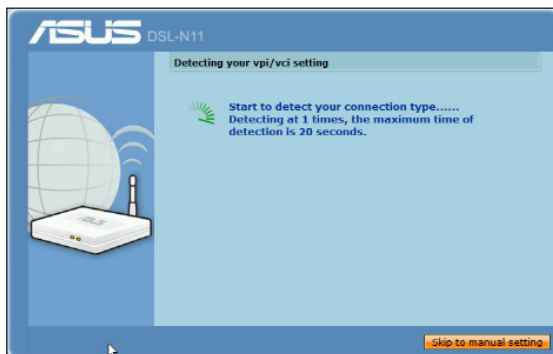 ASUS DSL-N11
Detecting your vpi/vci setting
Start to detect your connection type......
Detecting at 1 times, the maximum time of
detection is 20 seconds.
ASUS
Skip to manual setting